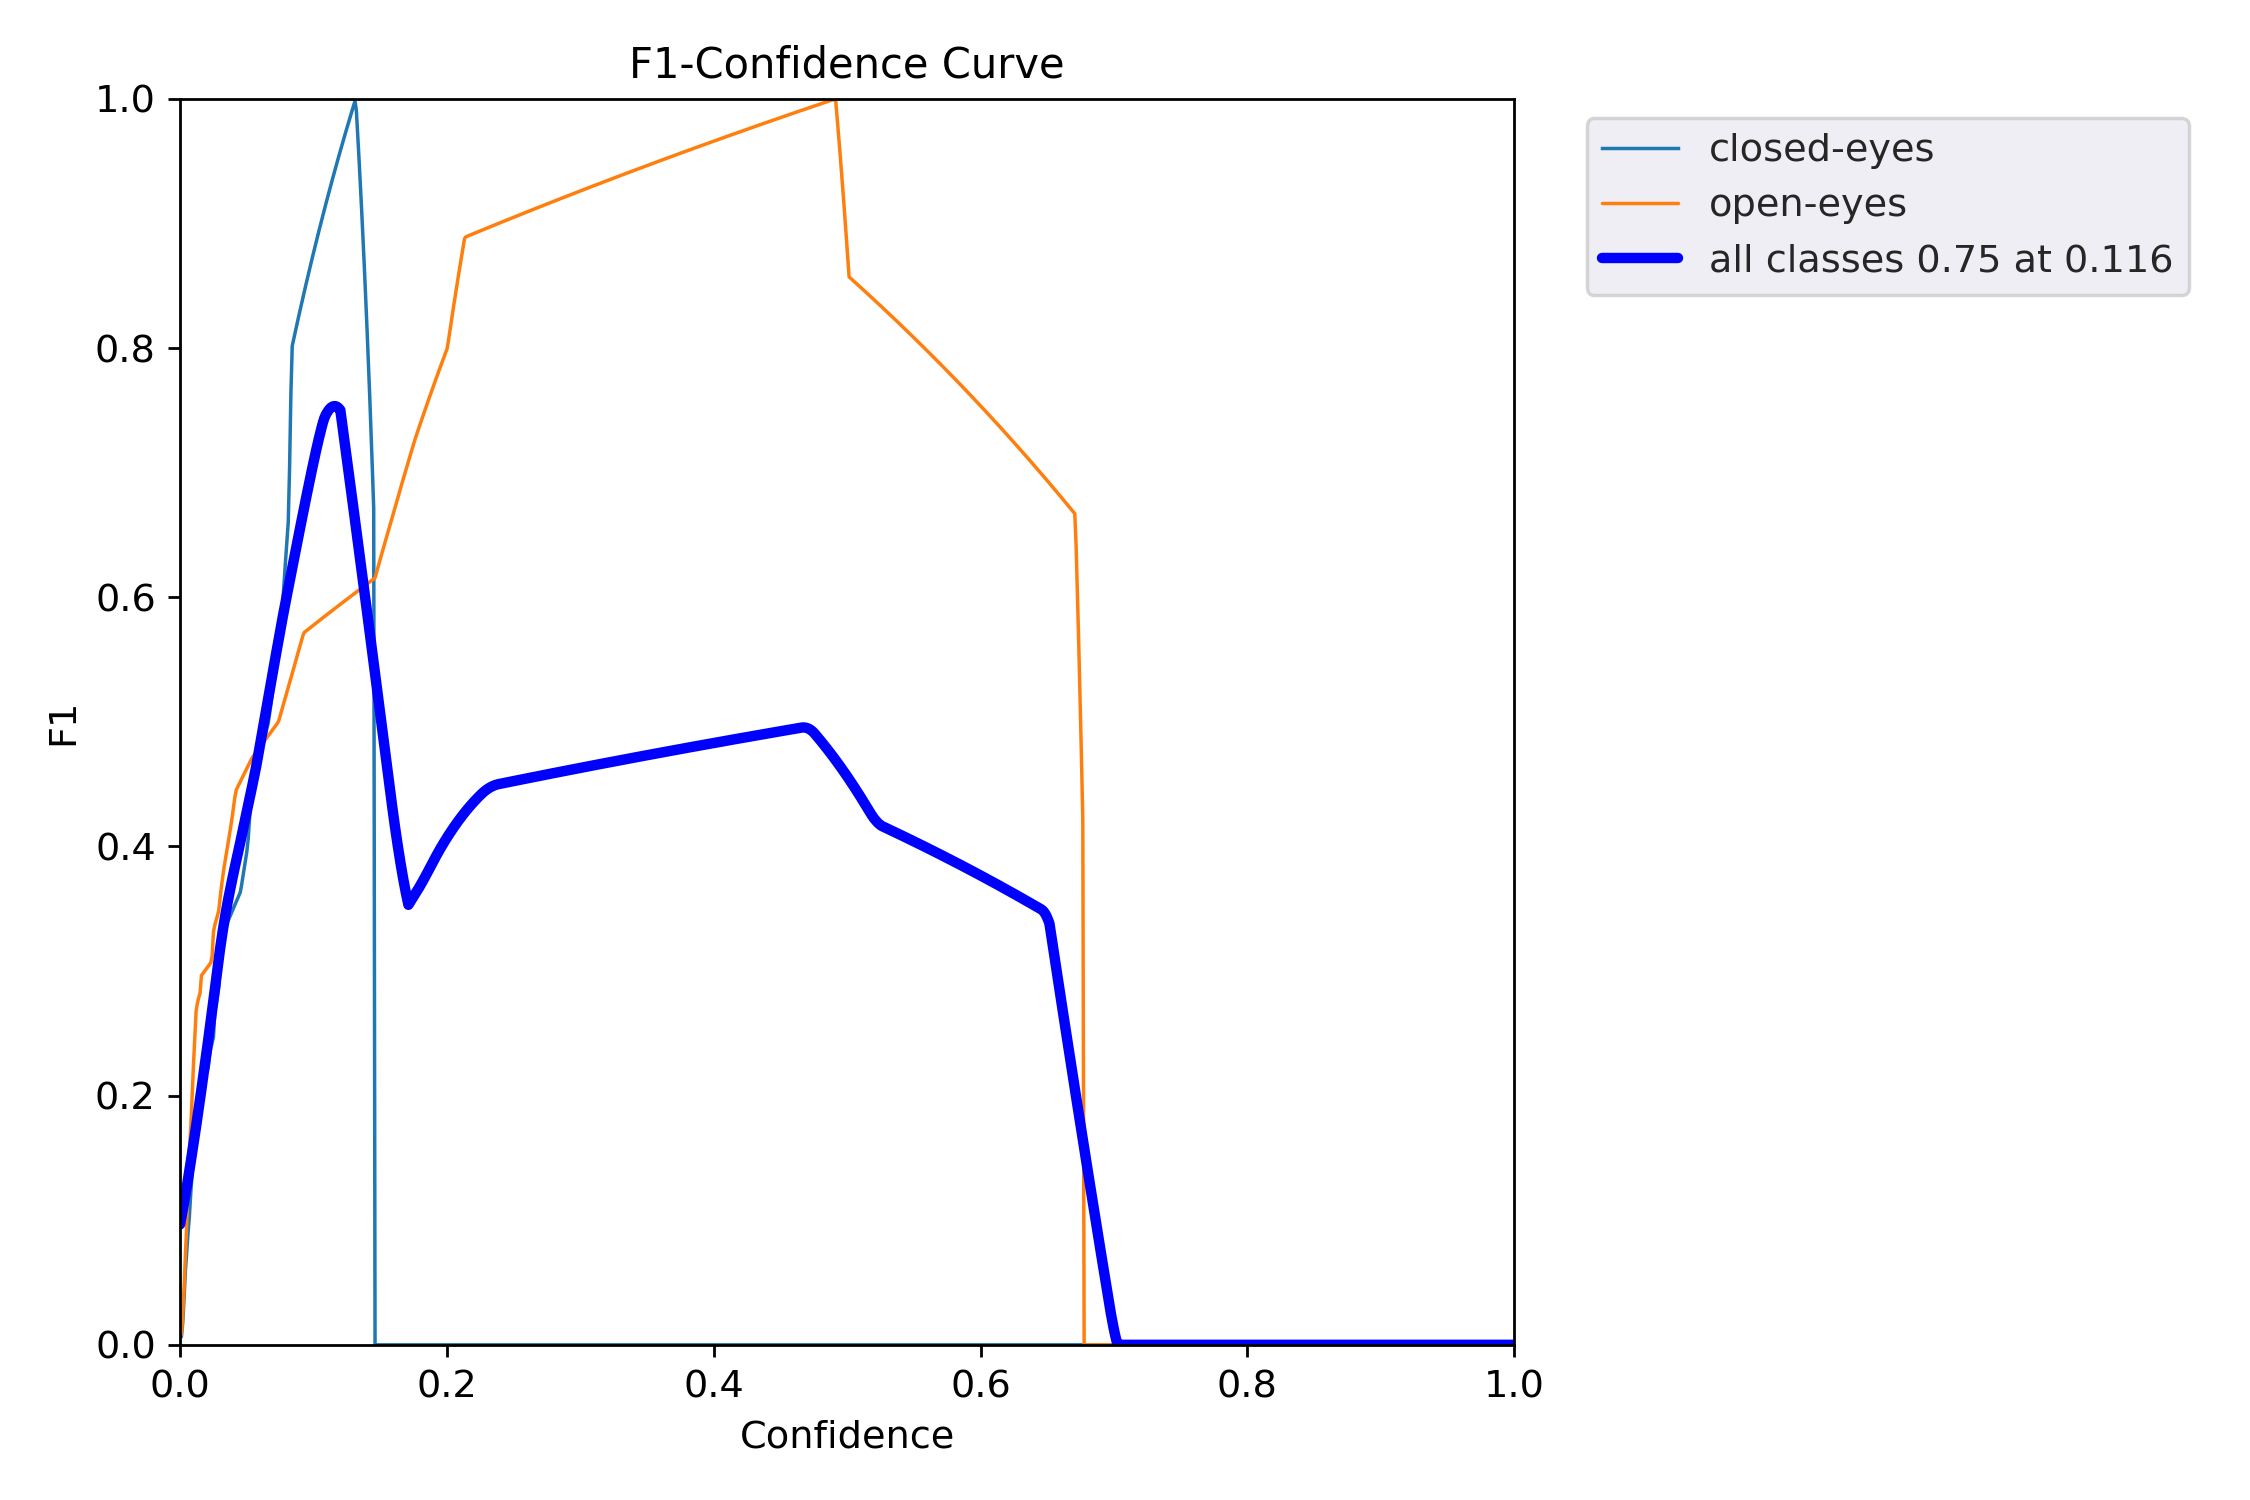 F1-Confidence Curve
closed-eyes
open-eyes
all classes 0.75 at 0.116
1.0
0.8
0.6
0.4
0.2
0.0
F1
0.0 0.2 0.4 0.6 0.8 1.0
Confidence